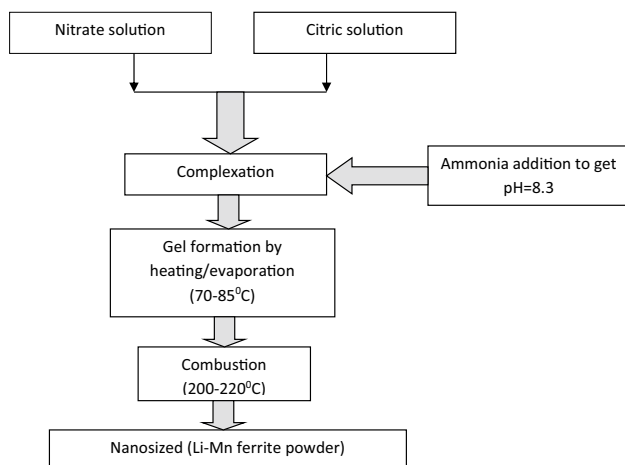 Nitrate solution
Citric solution
Complexation
Ammonia addition to get
pH=8.3
Gel formation by
heating/evaporation
(70-85⁰C)
Combustion
(200-220⁰C)
Nanosized (Li-Mn ferrite powder)